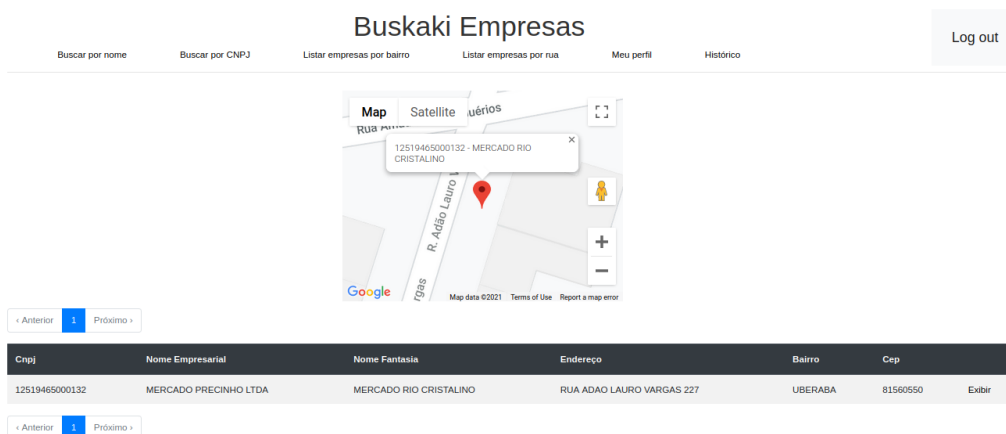 Buskaki Empresas
Log out
Buscar por nome Buscar por CNPJ Listar empresas por bairro Listar empresas por rua Meu perfil Histórico
Map Satellite
Rua
12519465000132 - MERCADO RIO
CRISTALINO
R. Adão Lauro
Google
Map data ©2021 Terms of Use Report a map error
‹ Anterior 1 Próximo ›
Cnpj Nome Empresarial Nome Fantasia Endereço Bairro Cep
12519465000132 MERCADO PRECINHO LTDA MERCADO RIO CRISTALINO RUA ADAO LAURO VARGAS 227 UBERABA 81560550 Exibir
‹ Anterior 1 Próximo ›